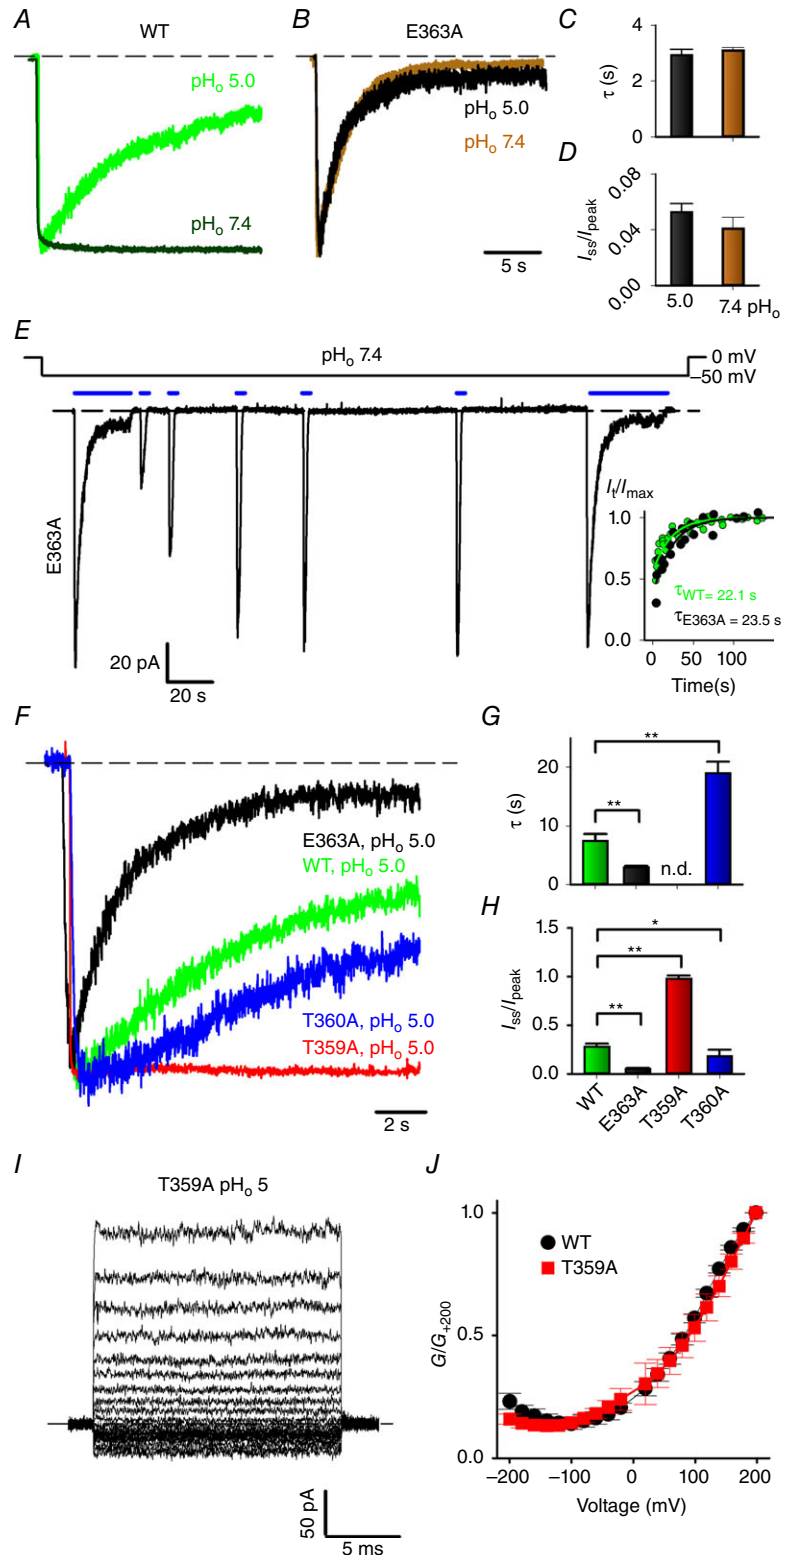 A
WT
pHo 5.0
pHo 7.4
B
E363A
pHo 5.0
pHo 7.4
5 s
C
τ (s)
4
2
0
D
Iss/Ipeak
0.08
0.04
0.00
5.0
7.4 pHo
E
pHo 7.4
0 mV
–50 mV
E363A
20 pA
20 s
It/Imax
1.0
0.5
0.0
τWT= 22.1 s
τE363A = 23.5 s
0
50
100
Time(s)
F
E363A, pHo 5.0
WT, pHo 5.0
T360A, pHo 5.0
T359A, pHo 5.0
2 s
G
τ (s)
20
10
0
**
**
n.d.
H
Iss/Ipeak
1.5
1.0
0.5
0.0
*
**
**
WT
E363A
T359A
T360A
I
T359A pHo 5
50 pA
5 ms
J
G/G+200
1.0
0.5
0.0
WT
T359A
–200
–100
0
100
200
Voltage (mV)